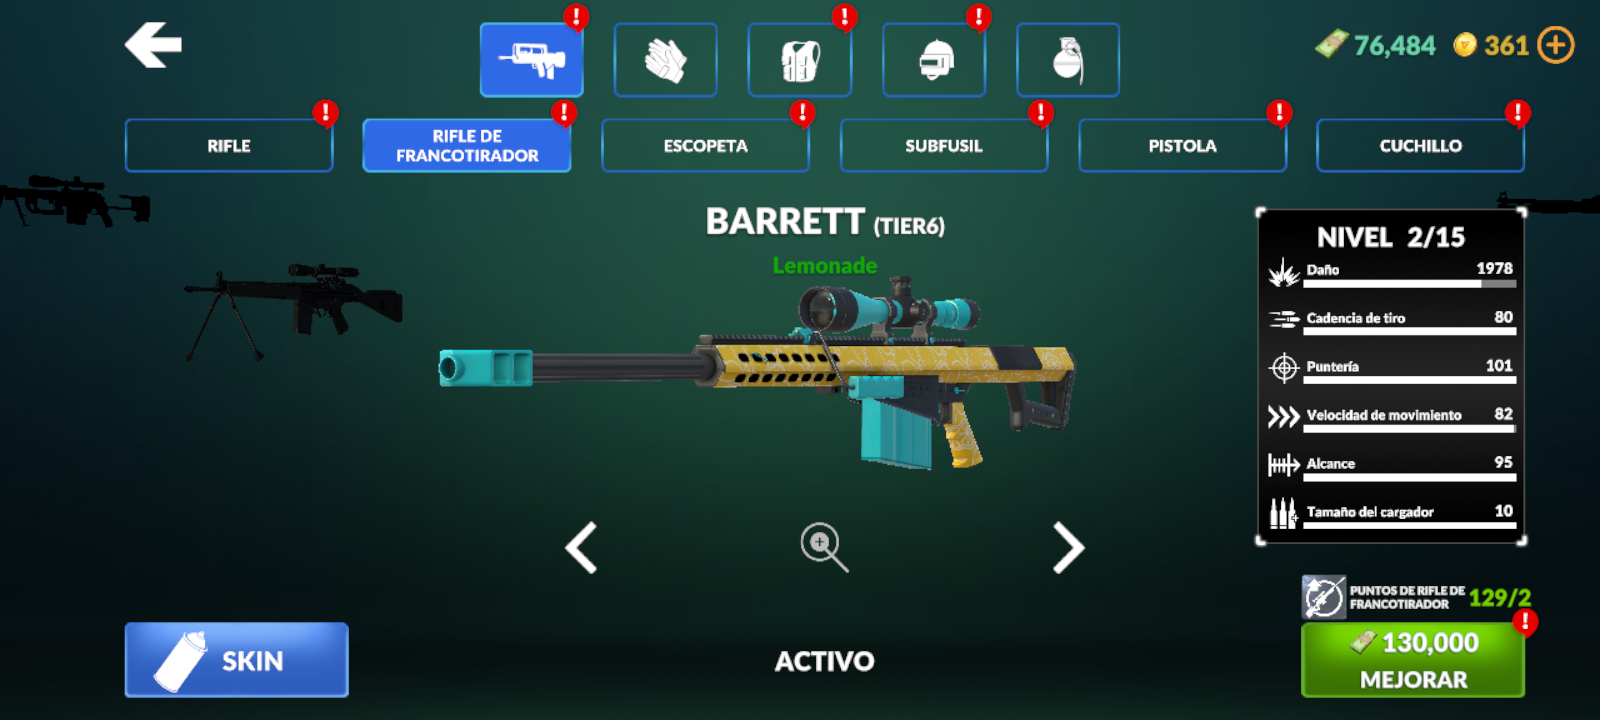 76,484
361
RIFLE
RIFLE DE
FRANCOTIRADOR
ESCOPETA
SUBFUSIL
PISTOLA
CUCHILLO
BARRETT (TIER6)
Lemonade
NIVEL 2/15
Daño 1978
Cadencia de tiro 80
Puntería 101
Velocidad de movimiento 82
Alcance 95
Tamaño del cargador 10
PUNTOS DE RIFLE DE
FRANCOTIRADOR 129/2
SKIN
ACTIVO
130,000
MEJORAR